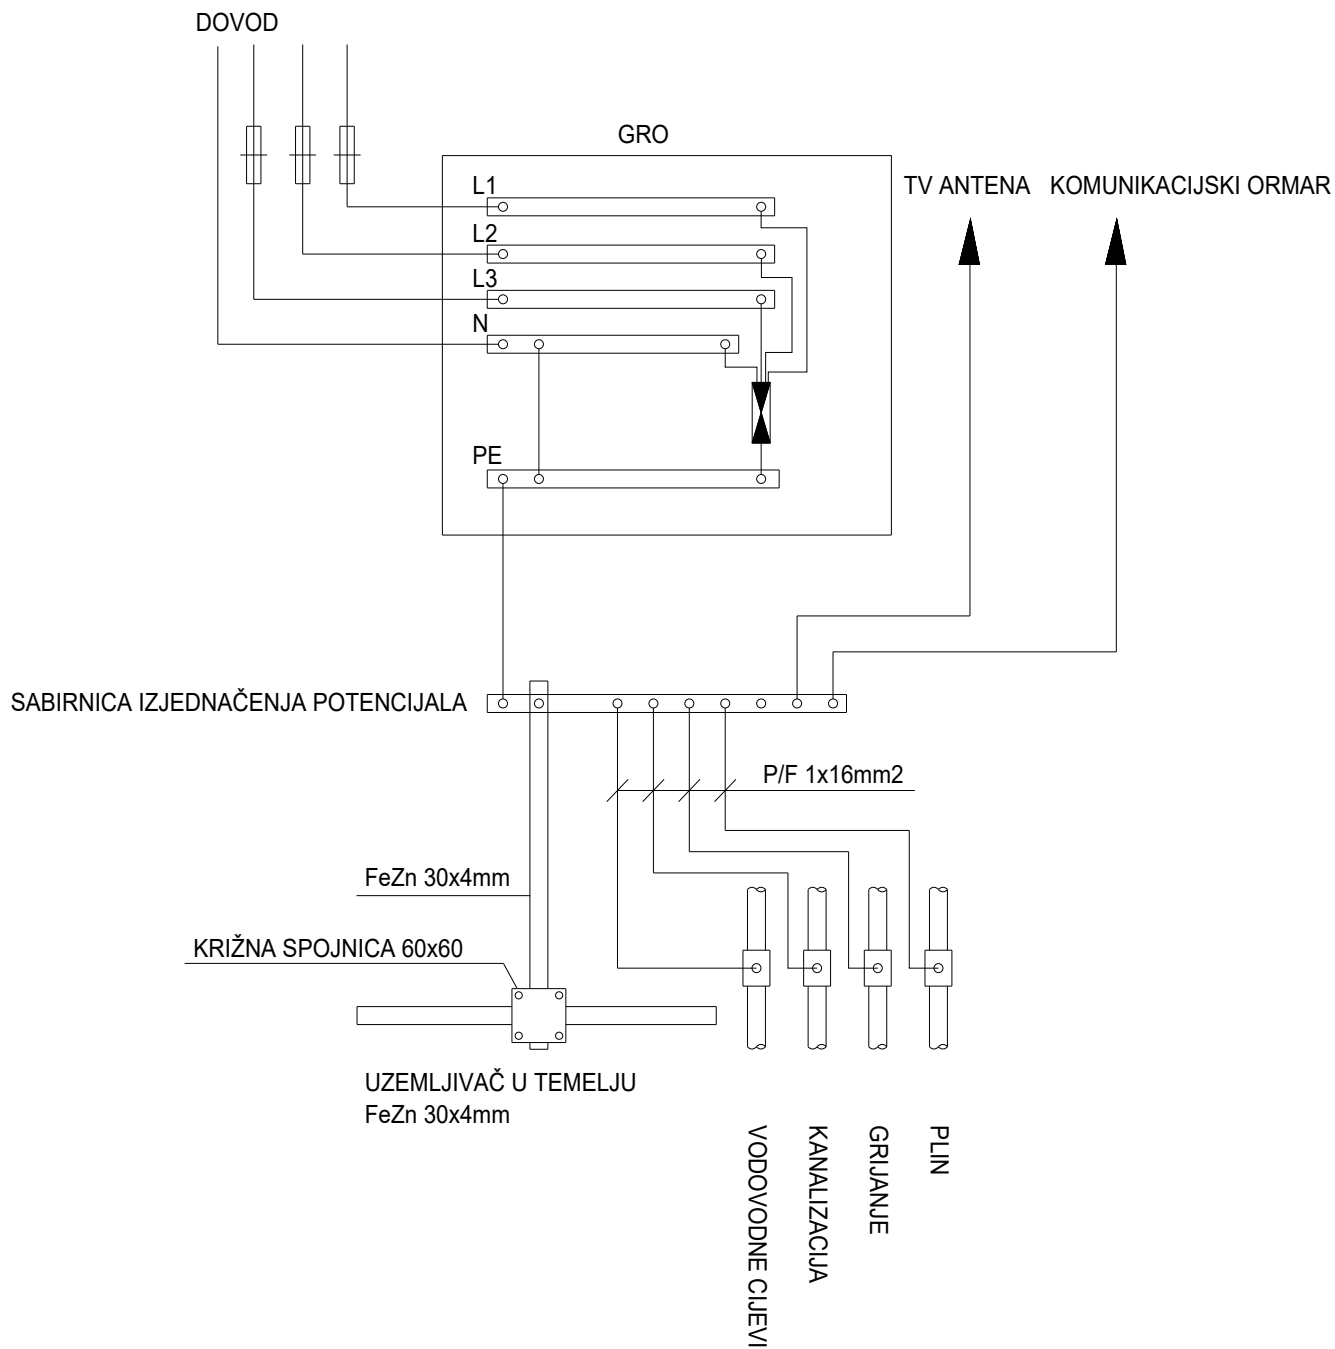 DOVOD
GRO
TV ANTENA
KOMUNIKACIJSKI ORMAR
L1
L2
L3
N
PE
SABIRNICA IZJEDNAČENJA POTENCIJALA
P/F 1x16mm2
FeZn 30x4mm
KRIŽNA SPOJNICA 60x60
UZEMLJIVAČ U TEMELJU
FeZn 30x4mm
VODOVODNE CIJEVI
KANALIZACIJA
GRIJANJE
PLIN